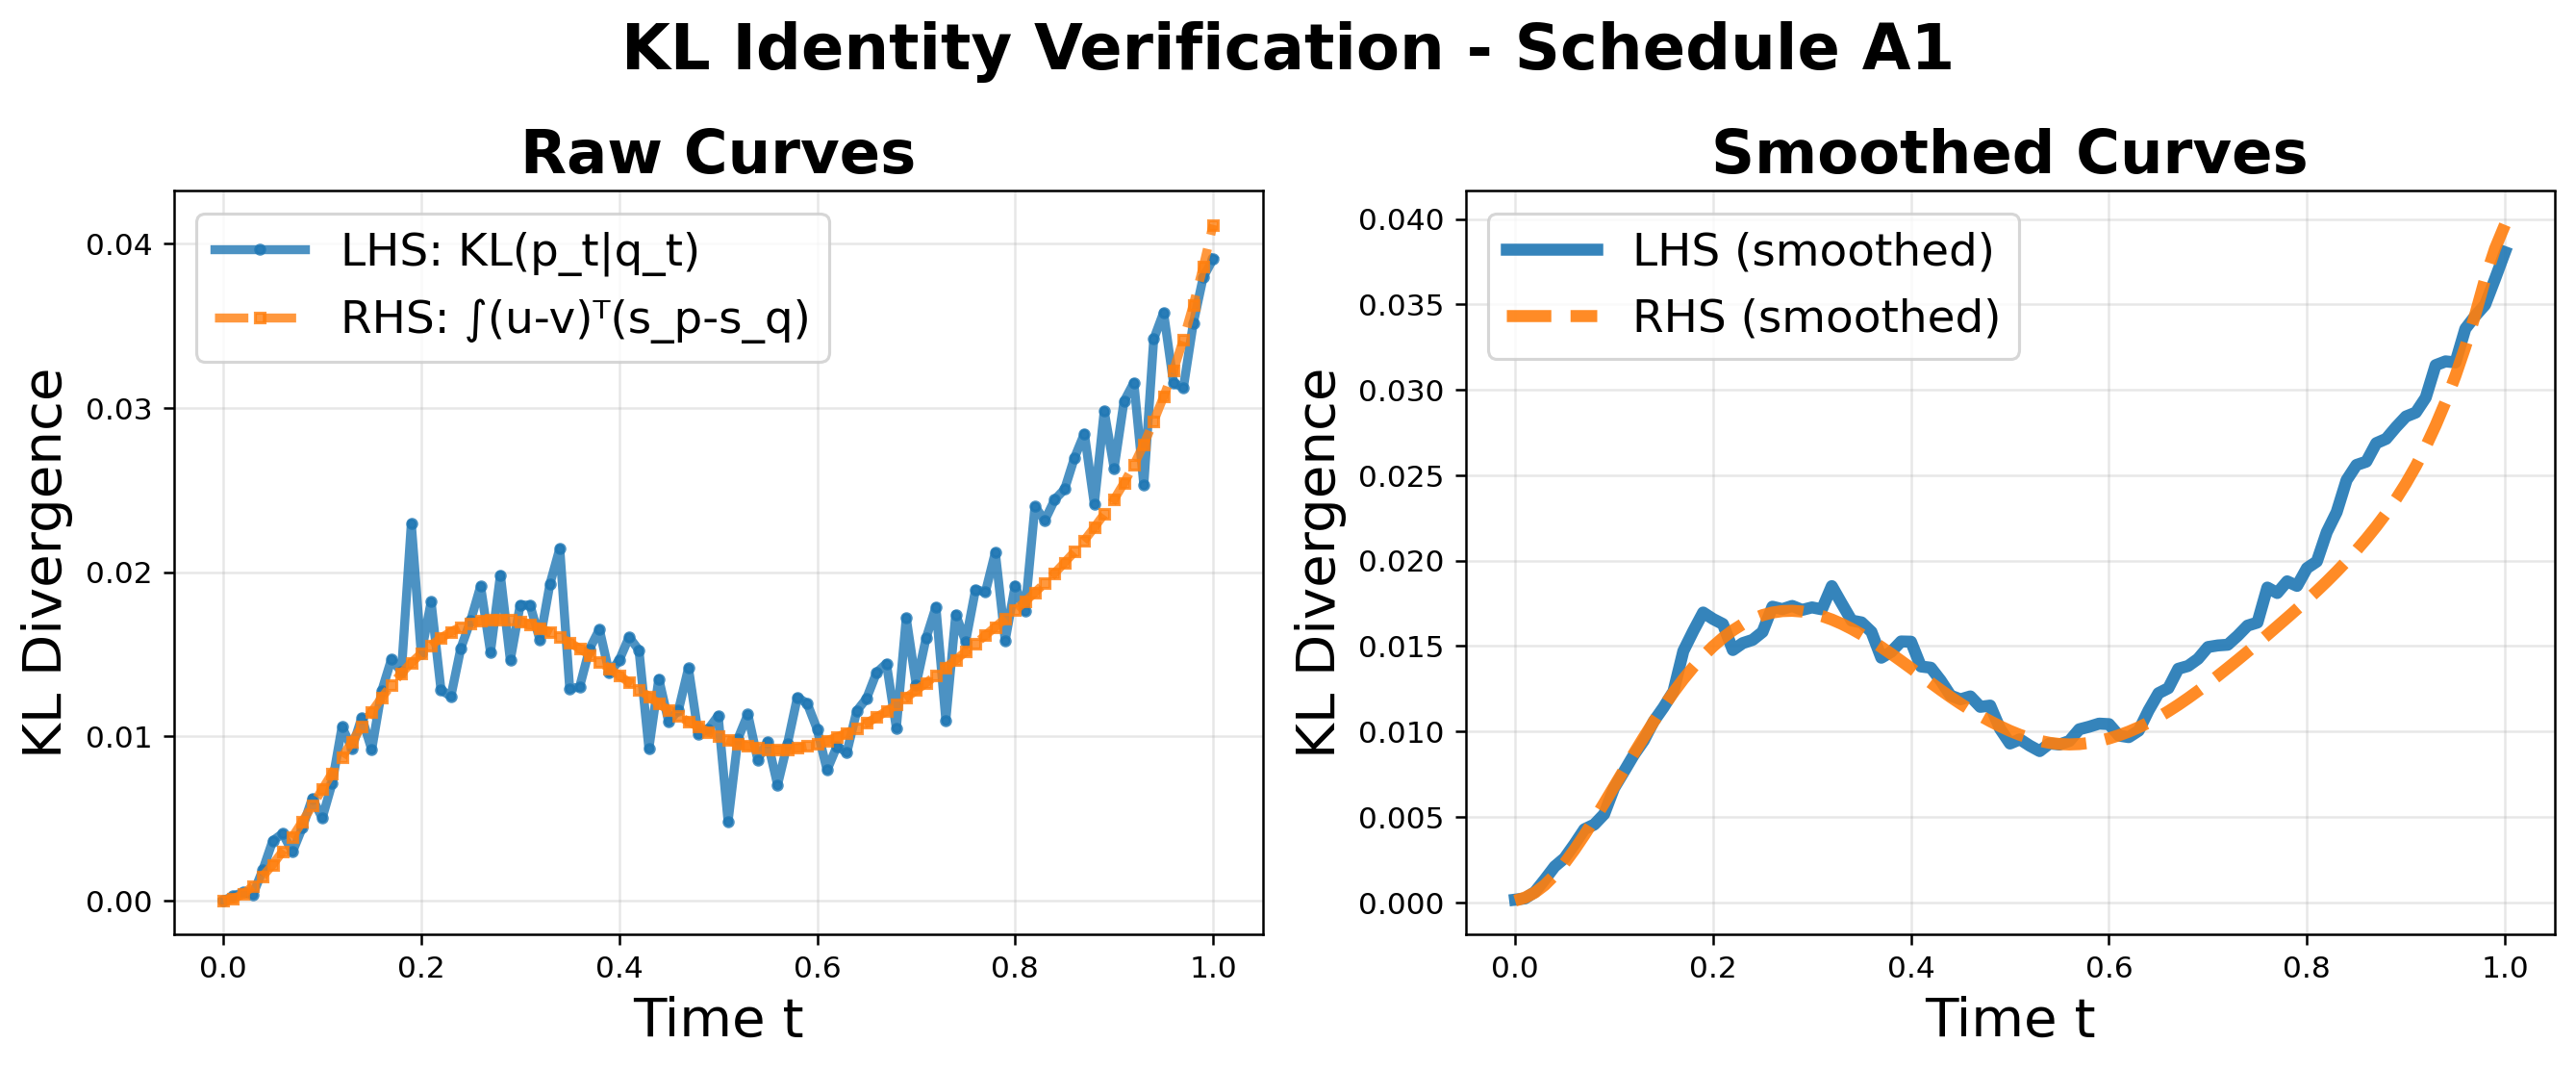 KL Identity Verification - Schedule A1
Raw Curves
LHS: KL(p_t|q_t)
RHS: ∫(u-v)ᵀ(s_p-s_q)
KL Divergence
0.04
0.03
0.02
0.01
0.00
0.0 0.2 0.4 0.6 0.8 1.0
Time t
Smoothed Curves
LHS (smoothed)
RHS (smoothed)
KL Divergence
0.040
0.035
0.030
0.025
0.020
0.015
0.010
0.005
0.000
0.0 0.2 0.4 0.6 0.8 1.0
Time t